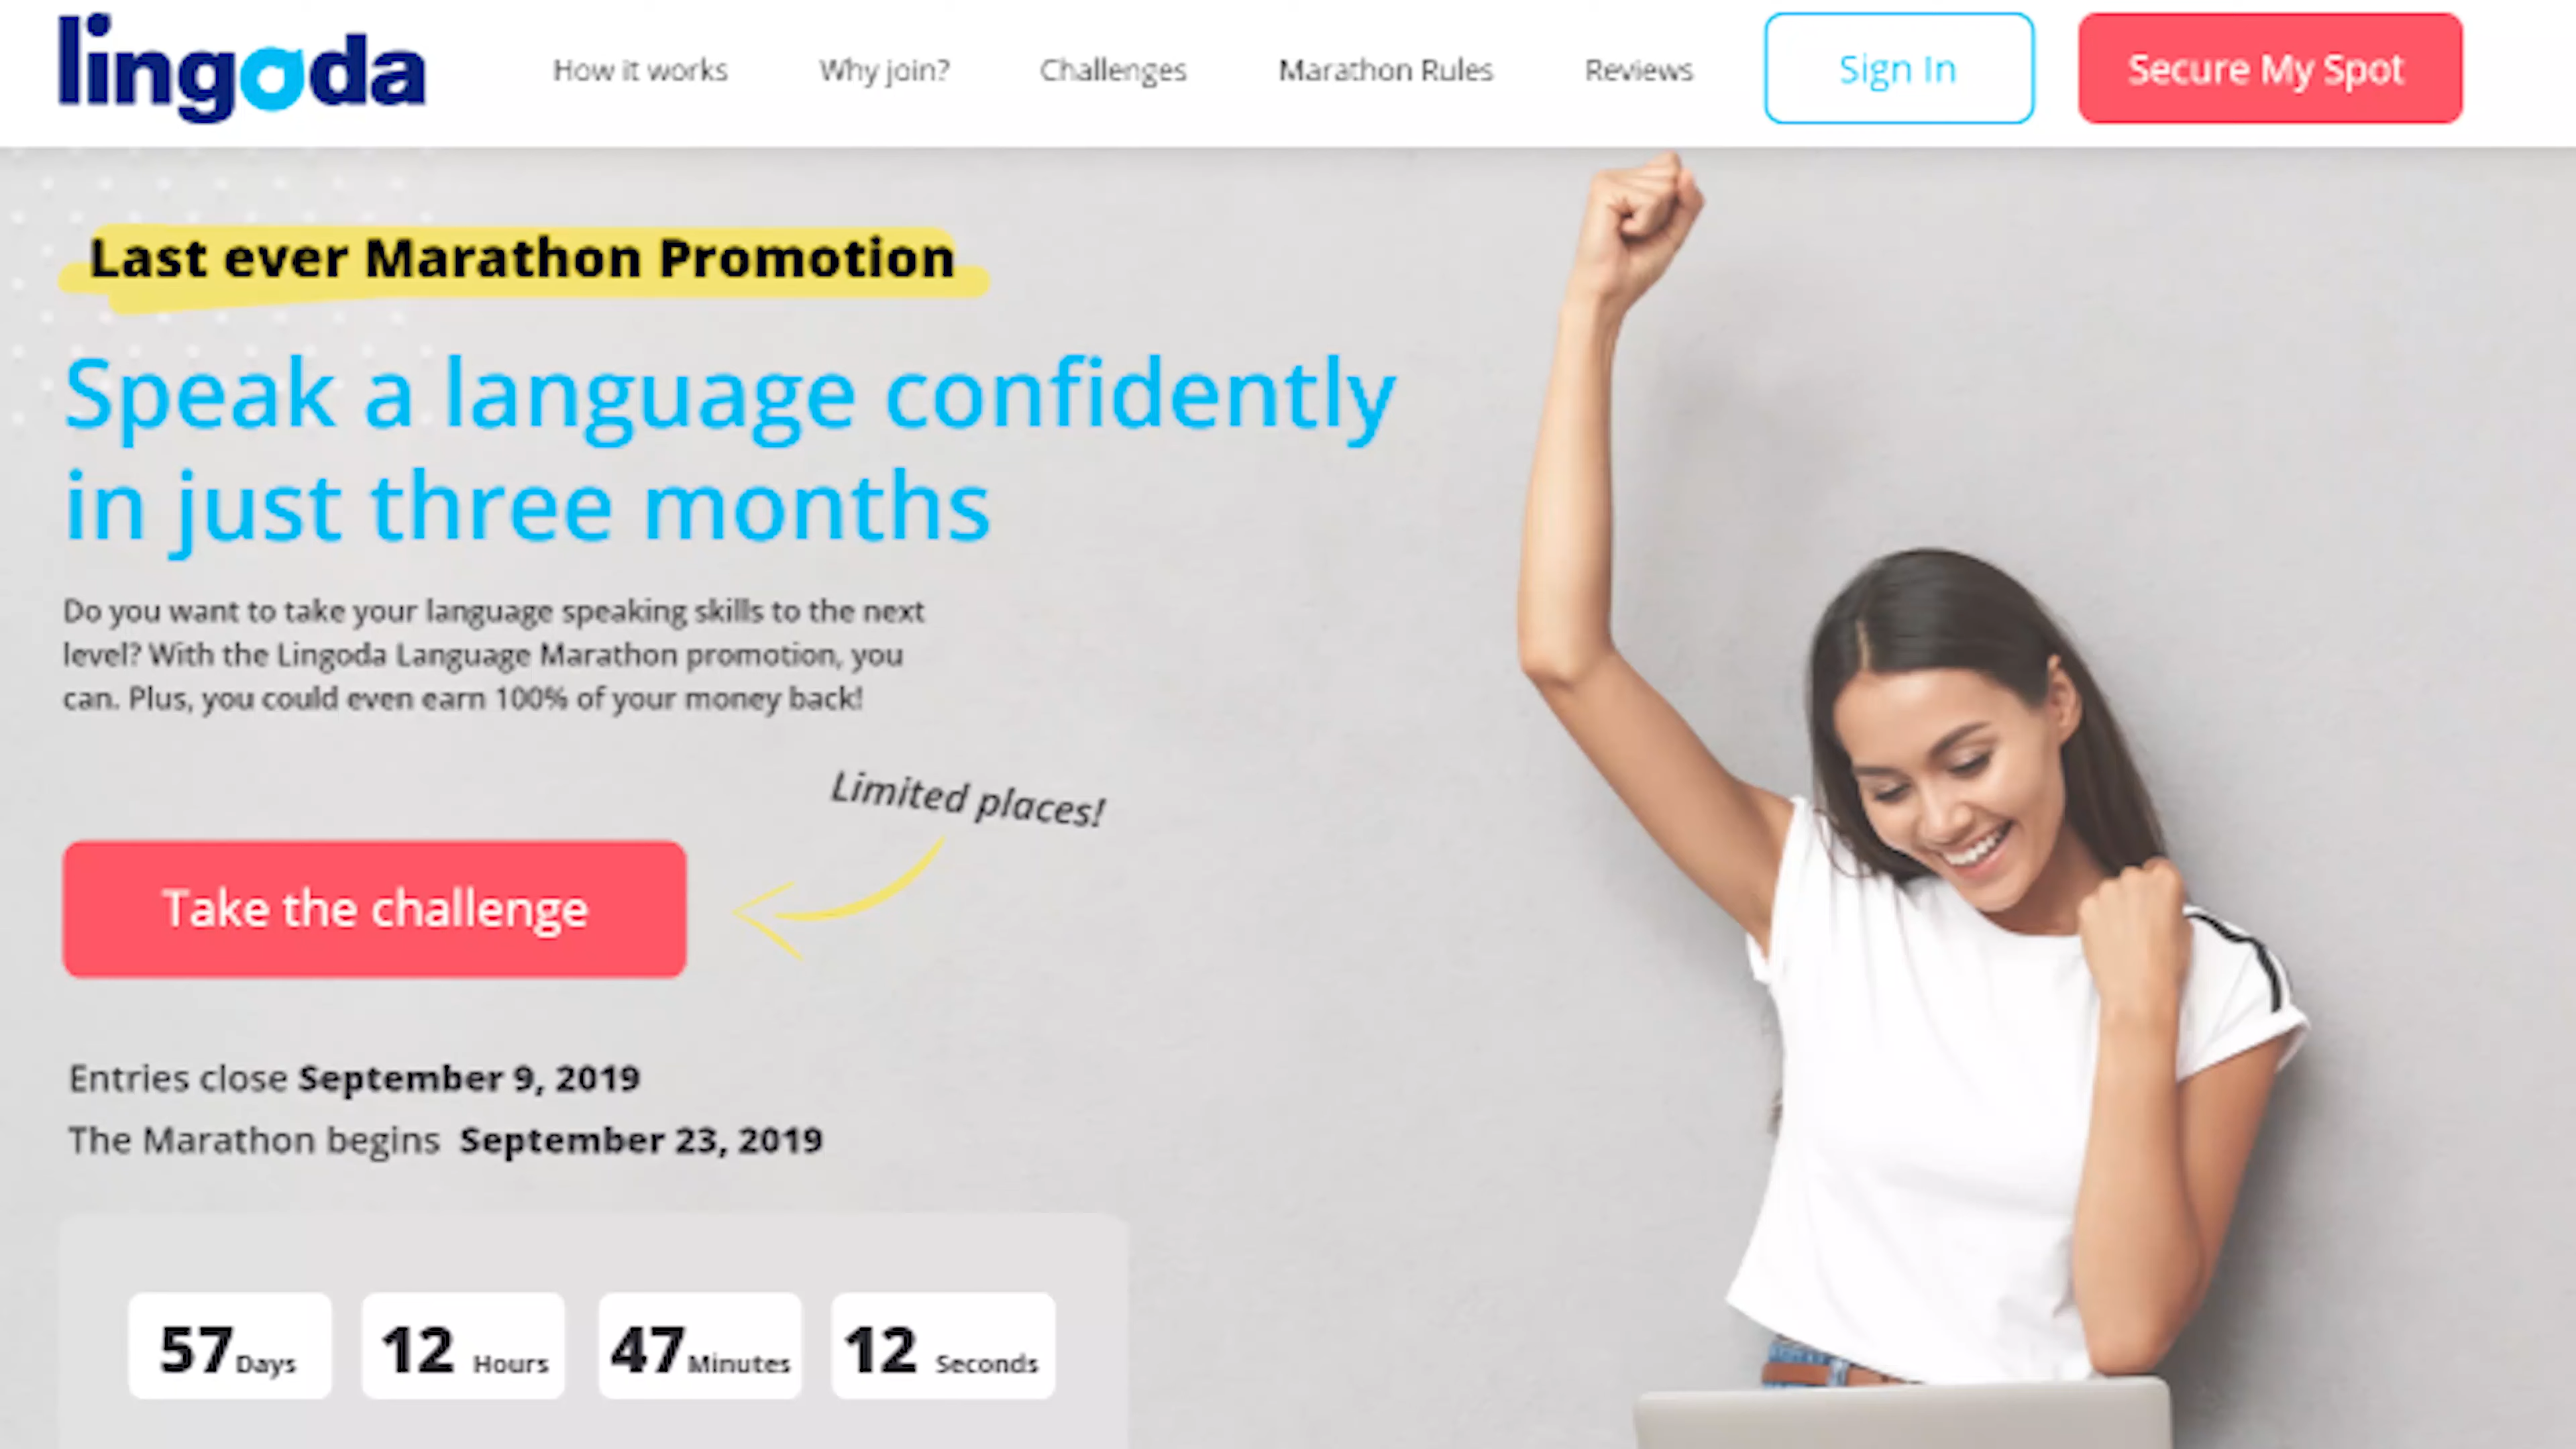 lingoda
How it works
Why join?
Challenges
Marathon Rules
Reviews
Sign In
Secure My Spot
Last ever Marathon Promotion
Speak a language confidently
in just three months
Do you want to take your language speaking skills to the next
level? With the Lingoda Language Marathon promotion, you
can. Plus, you could even earn 100% of your money back!
Limited places!
Take the challenge
Entries close September 9, 2019
The Marathon begins September 23, 2019
57 Days 12 Hours 47 Minutes 12 Seconds